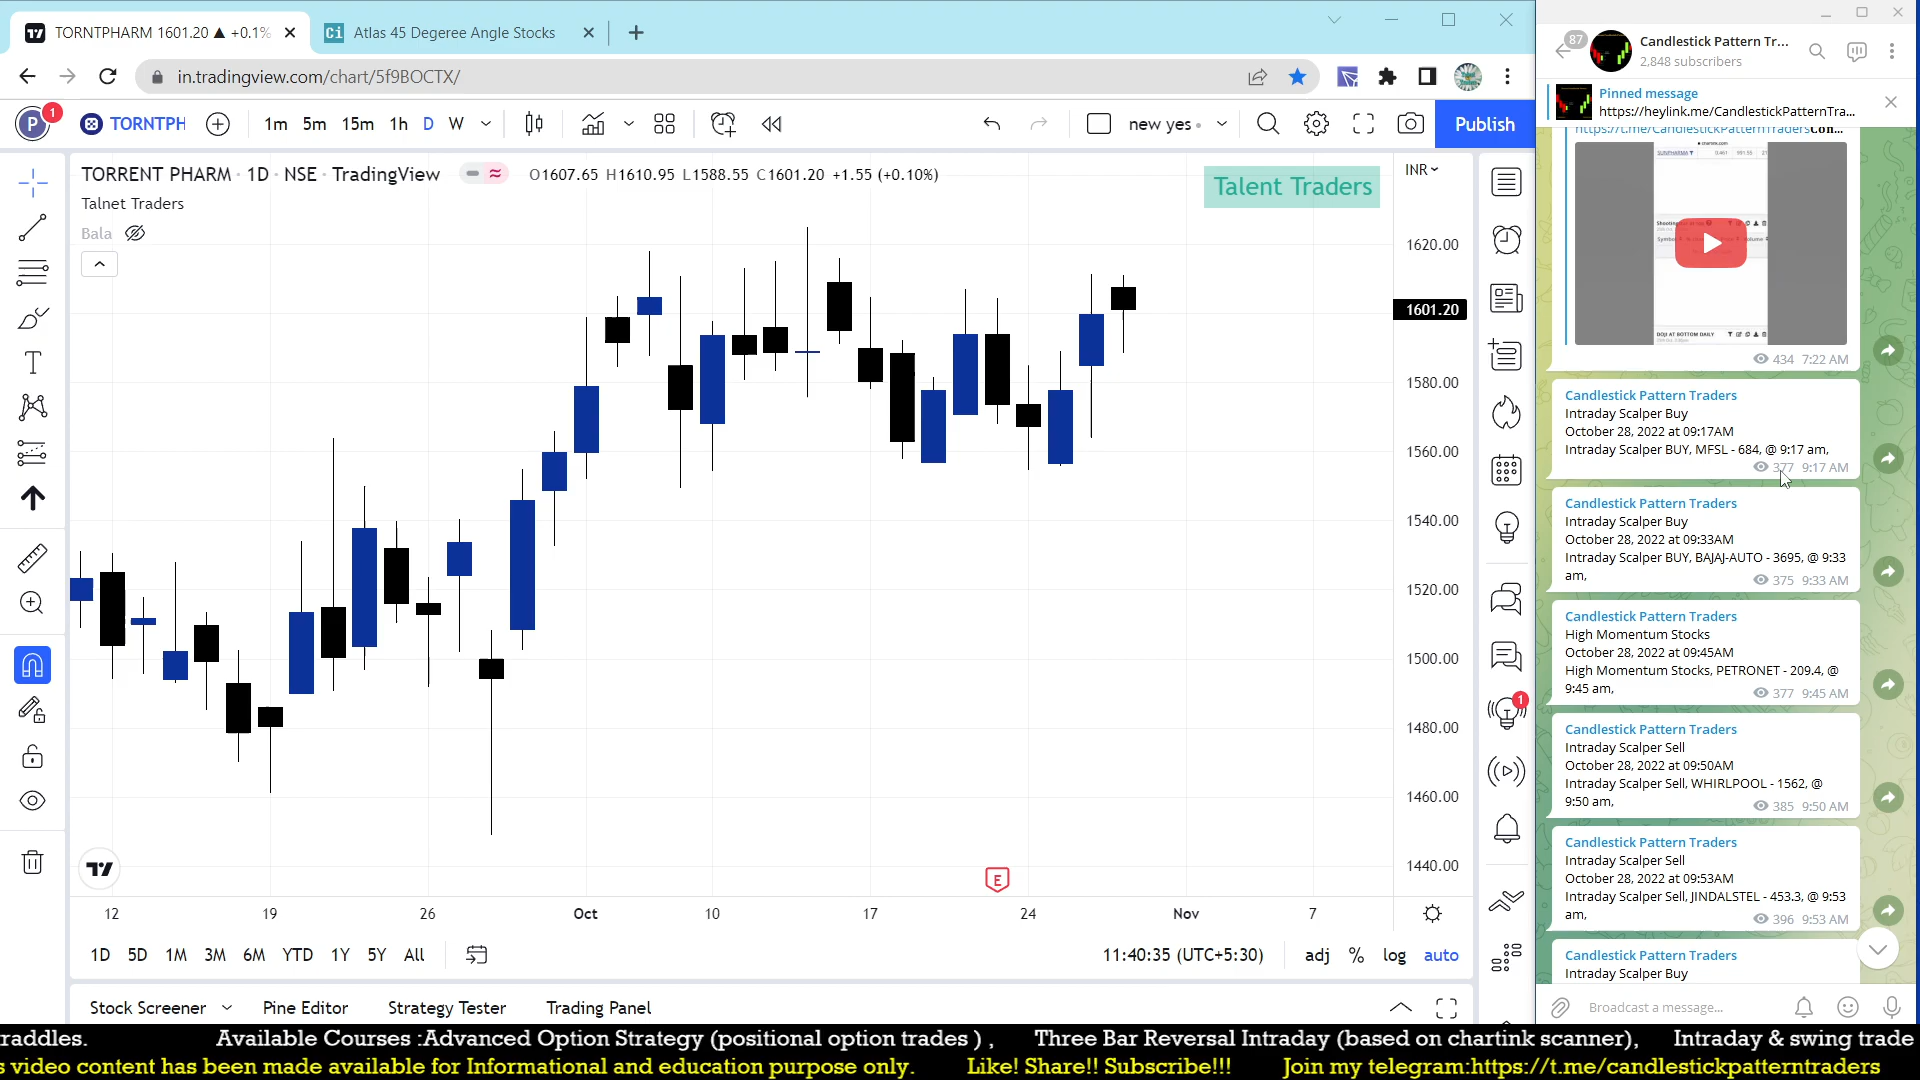 TORNTPHARM 1601.20 ▲ +0.1%
Atlas 45 Degeree Angle Stocks
in.tradingview.com/chart/5f9BOCTX/
P
1
TORNTPH
1m 5m 15m 1h D W
new yes
Publish
TORRENT PHARM · 1D · NSE · TradingView
O1607.65 H1610.95 L1588.55 C1601.20 +1.55 (+0.10%)
Talnet Traders
Bala
Talent Traders
INR
1620.00
1601.20
1580.00
1560.00
1540.00
1520.00
1500.00
1480.00
1460.00
1440.00
E
12 19 26 Oct 10 17 24 Nov 7
1D 5D 1M 3M 6M YTD 1Y 5Y All
11:40:35 (UTC+5:30)
adj % log auto
Stock Screener
Pine Editor
Strategy Tester
Trading Panel
1
87
Candlestick Pattern Tr...
2,848 subscribers
Pinned message
https://heylink.me/CandlestickPatternTra...
https://t.me/CandlestickPatternTradersCon...
chartink.com
SUNPHARMA
DOJI AT BOTTOM DAILY
434 7:22 AM
Candlestick Pattern Traders
Intraday Scalper Buy
October 28, 2022 at 09:17AM
Intraday Scalper BUY, MFSL - 684, @ 9:17 am,
377 9:17 AM
Candlestick Pattern Traders
Intraday Scalper Buy
October 28, 2022 at 09:33AM
Intraday Scalper BUY, BAJAJ-AUTO - 3695, @ 9:33
am,
375 9:33 AM
Candlestick Pattern Traders
High Momentum Stocks
October 28, 2022 at 09:45AM
High Momentum Stocks, PETRONET - 209.4, @
9:45 am,
377 9:45 AM
Candlestick Pattern Traders
Intraday Scalper Sell
October 28, 2022 at 09:50AM
Intraday Scalper Sell, WHIRLPOOL - 1562, @
9:50 am,
385 9:50 AM
Candlestick Pattern Traders
Intraday Scalper Sell
October 28, 2022 at 09:53AM
Intraday Scalper Sell, JINDALSTEL - 453.3, @ 9:53
am,
396 9:53 AM
Candlestick Pattern Traders
Intraday Scalper Buy
Broadcast a message...
raddles. Available Courses :Advanced Option Strategy (positional option trades ) , Three Bar Reversal Intraday (based on chartink scanner), Intraday & swing trade
s video content has been made available for Informational and education purpose only. Like! Share!! Subscribe!!! Join my telegram:https://t.me/candlestickpatterntraders